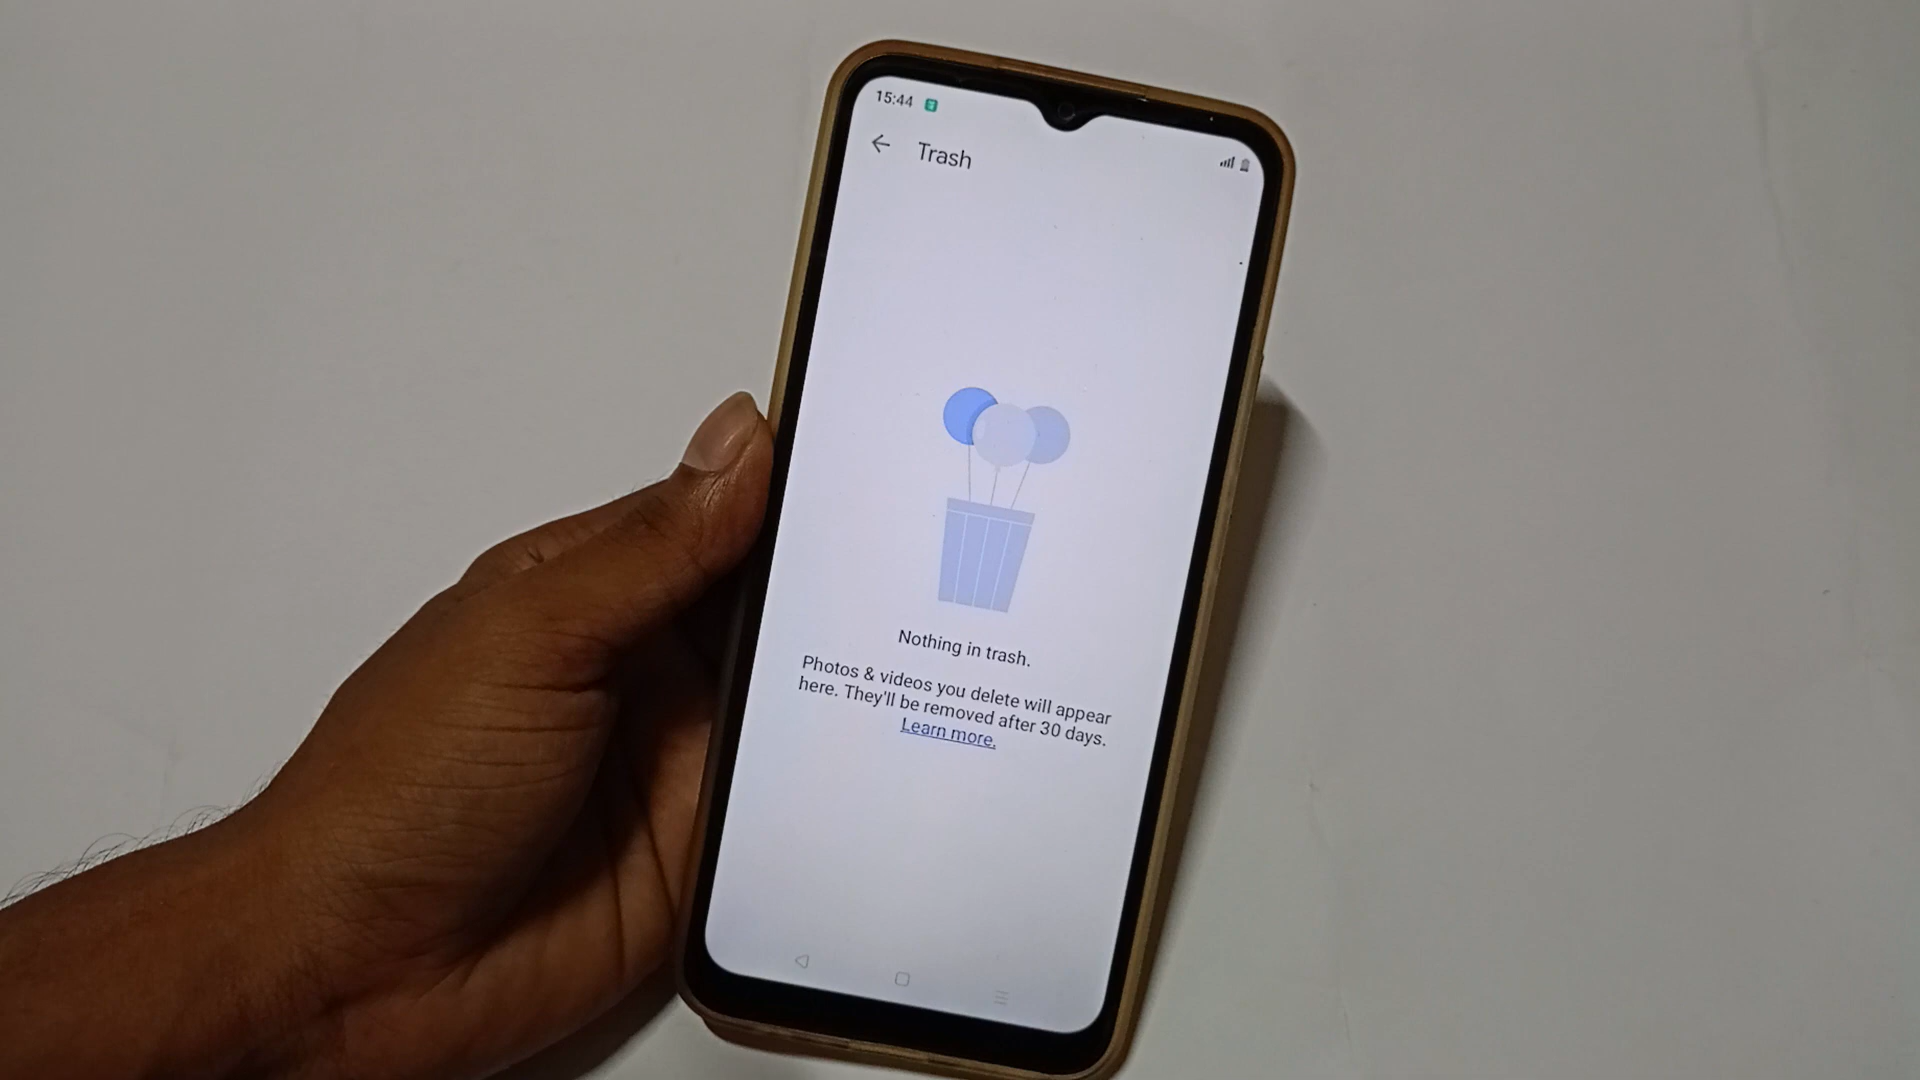 15:44
Trash
Nothing in trash.
Photos & videos you delete will appear
here. They'll be removed after 30 days.
Learn more.